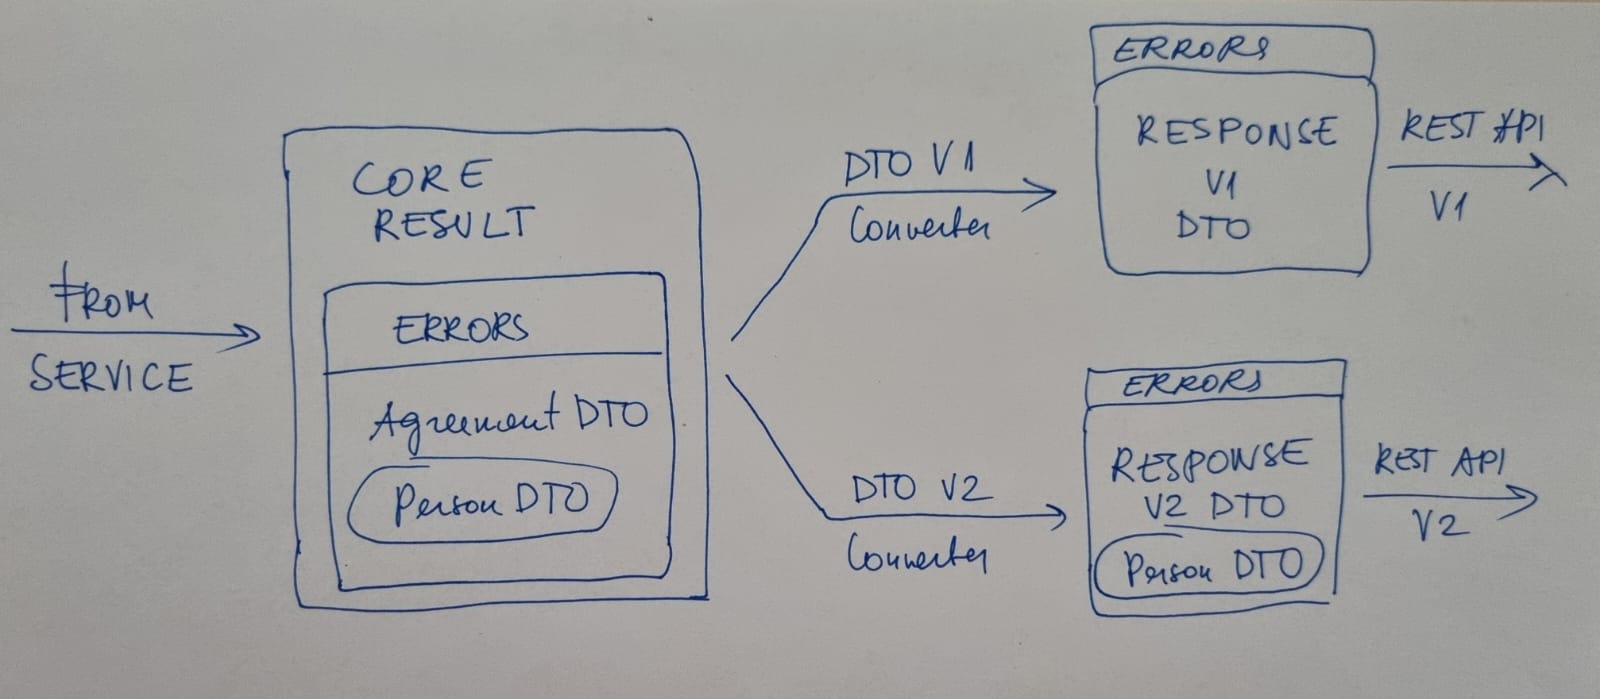 FROM
SERVICE
CORE
RESULT
ERRORS
Agreement DTO
Person DTO
DTO V1
Converter
ERRORS
RESPONSE
V1
DTO
REST API
V1
DTO V2
Converter
ERRORS
RESPONSE
V2 DTO
Person DTO
REST API
V2